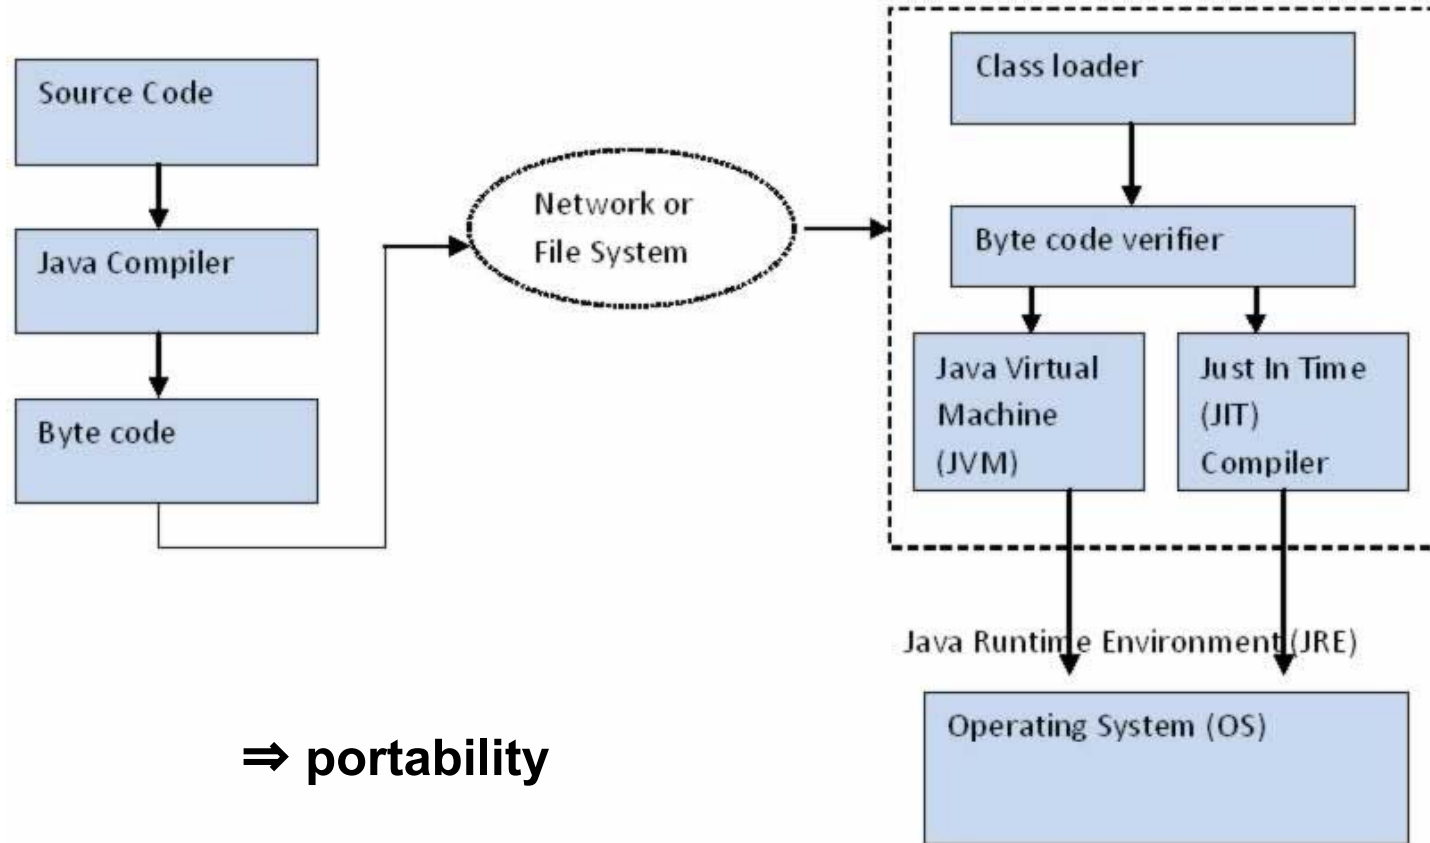 Source Code
Java Compiler
Byte code
Network or
File System
Class loader
Byte code verifier
Java Virtual
Machine
(JVM)
Just In Time
(JIT)
Compiler
Java Runtime Environment (JRE)
Operating System (OS)
⇒ portability